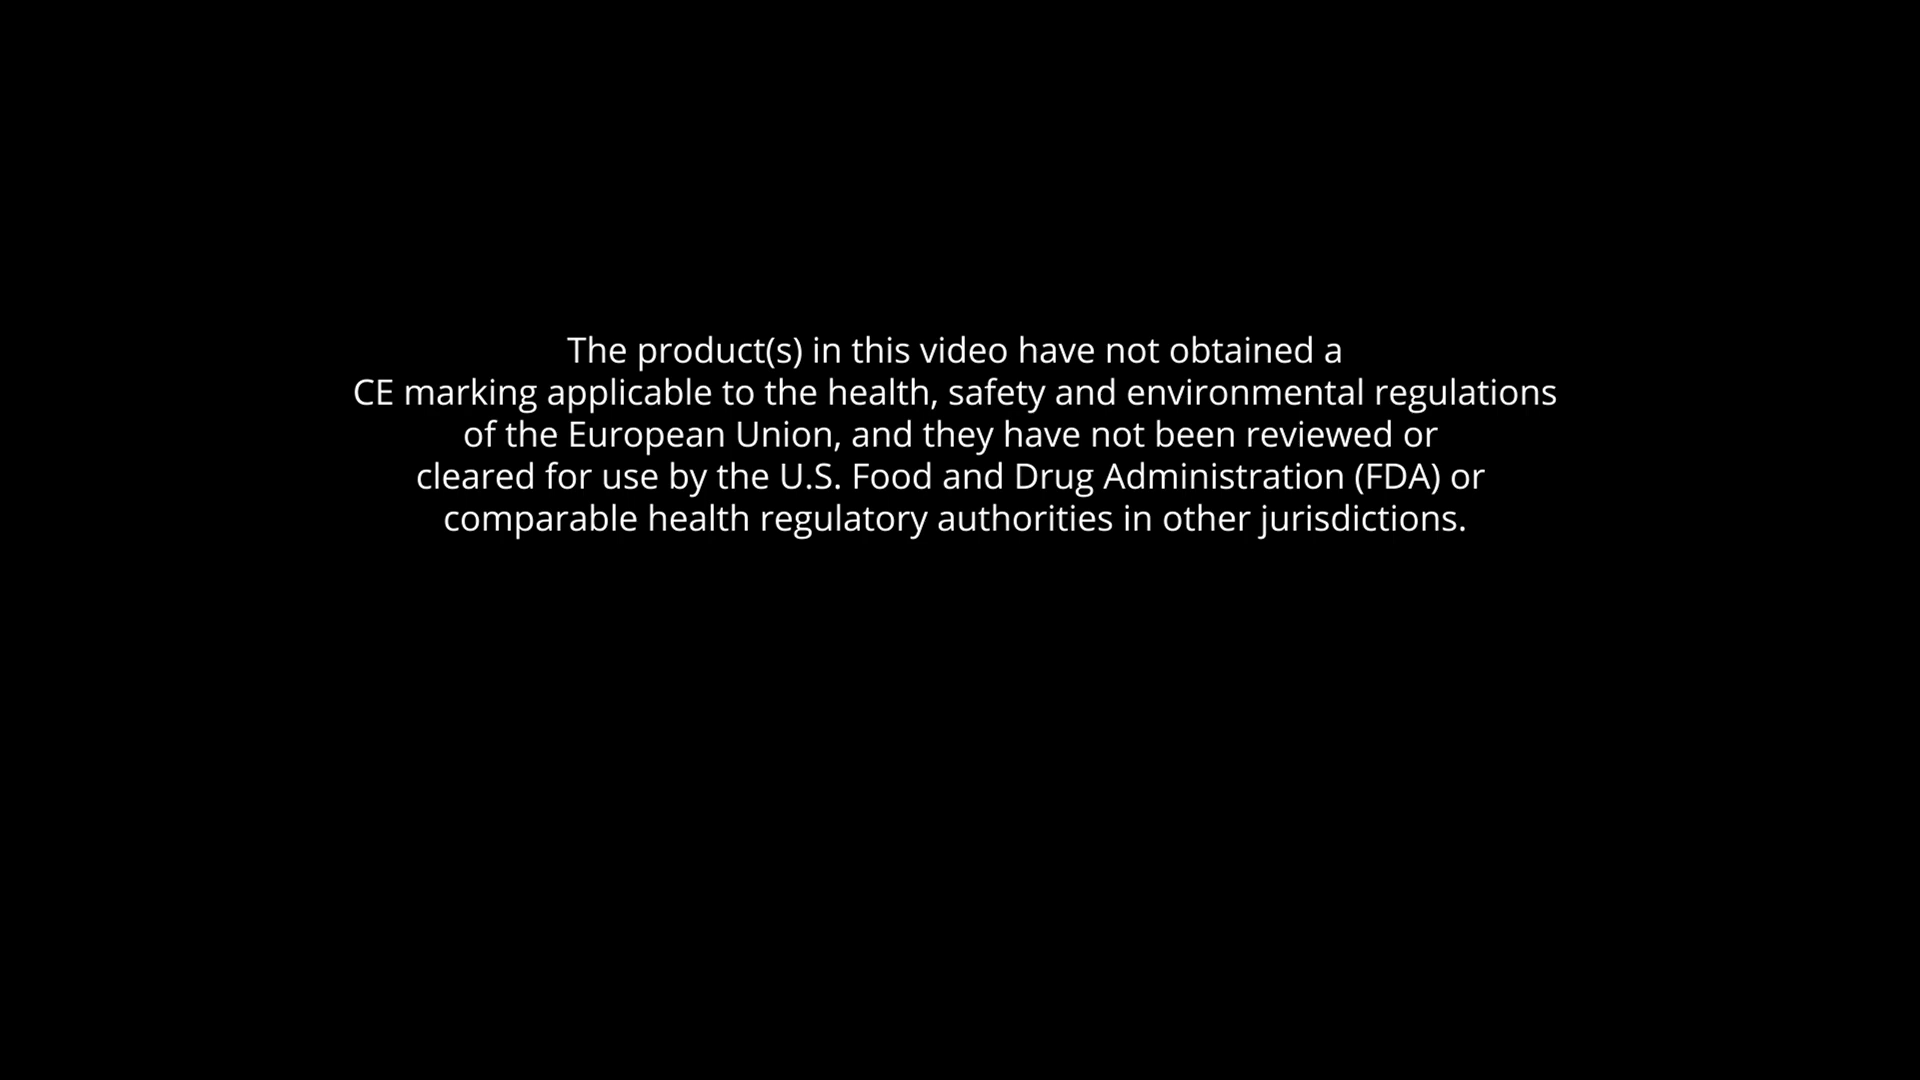 The product(s) in this video have not obtained a
CE marking applicable to the health, safety and environmental regulations
of the European Union, and they have not been reviewed or
cleared for use by the U.S. Food and Drug Administration (FDA) or
comparable health regulatory authorities in other jurisdictions.